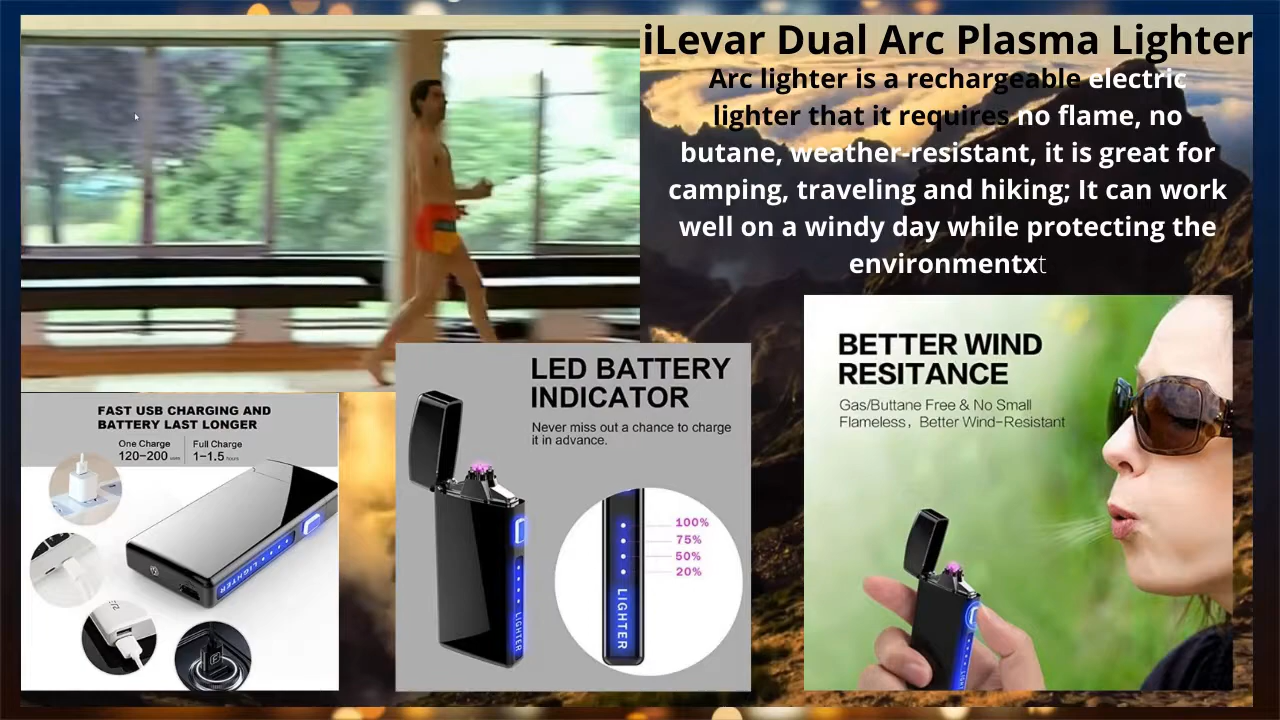 iLevar Dual Arc Plasma Lighter
Arc lighter is a rechargeable electric
lighter that it requires no flame, no
butane, weather-resistant, it is great for
camping, traveling and hiking; It can work
well on a windy day while protecting the
environmentxt
FAST USB CHARGING AND
BATTERY LAST LONGER
One Charge
120-200 uses
Full Charge
1-1.5 hours
LIGHTER
LED BATTERY
INDICATOR
Never miss out a chance to charge
it in advance.
100%
75%
50%
20%
LIGHTER
LIGHTER
BETTER WIND
RESITANCE
Gas/Buttane Free & No Small
Flameless, Better Wind-Resistant